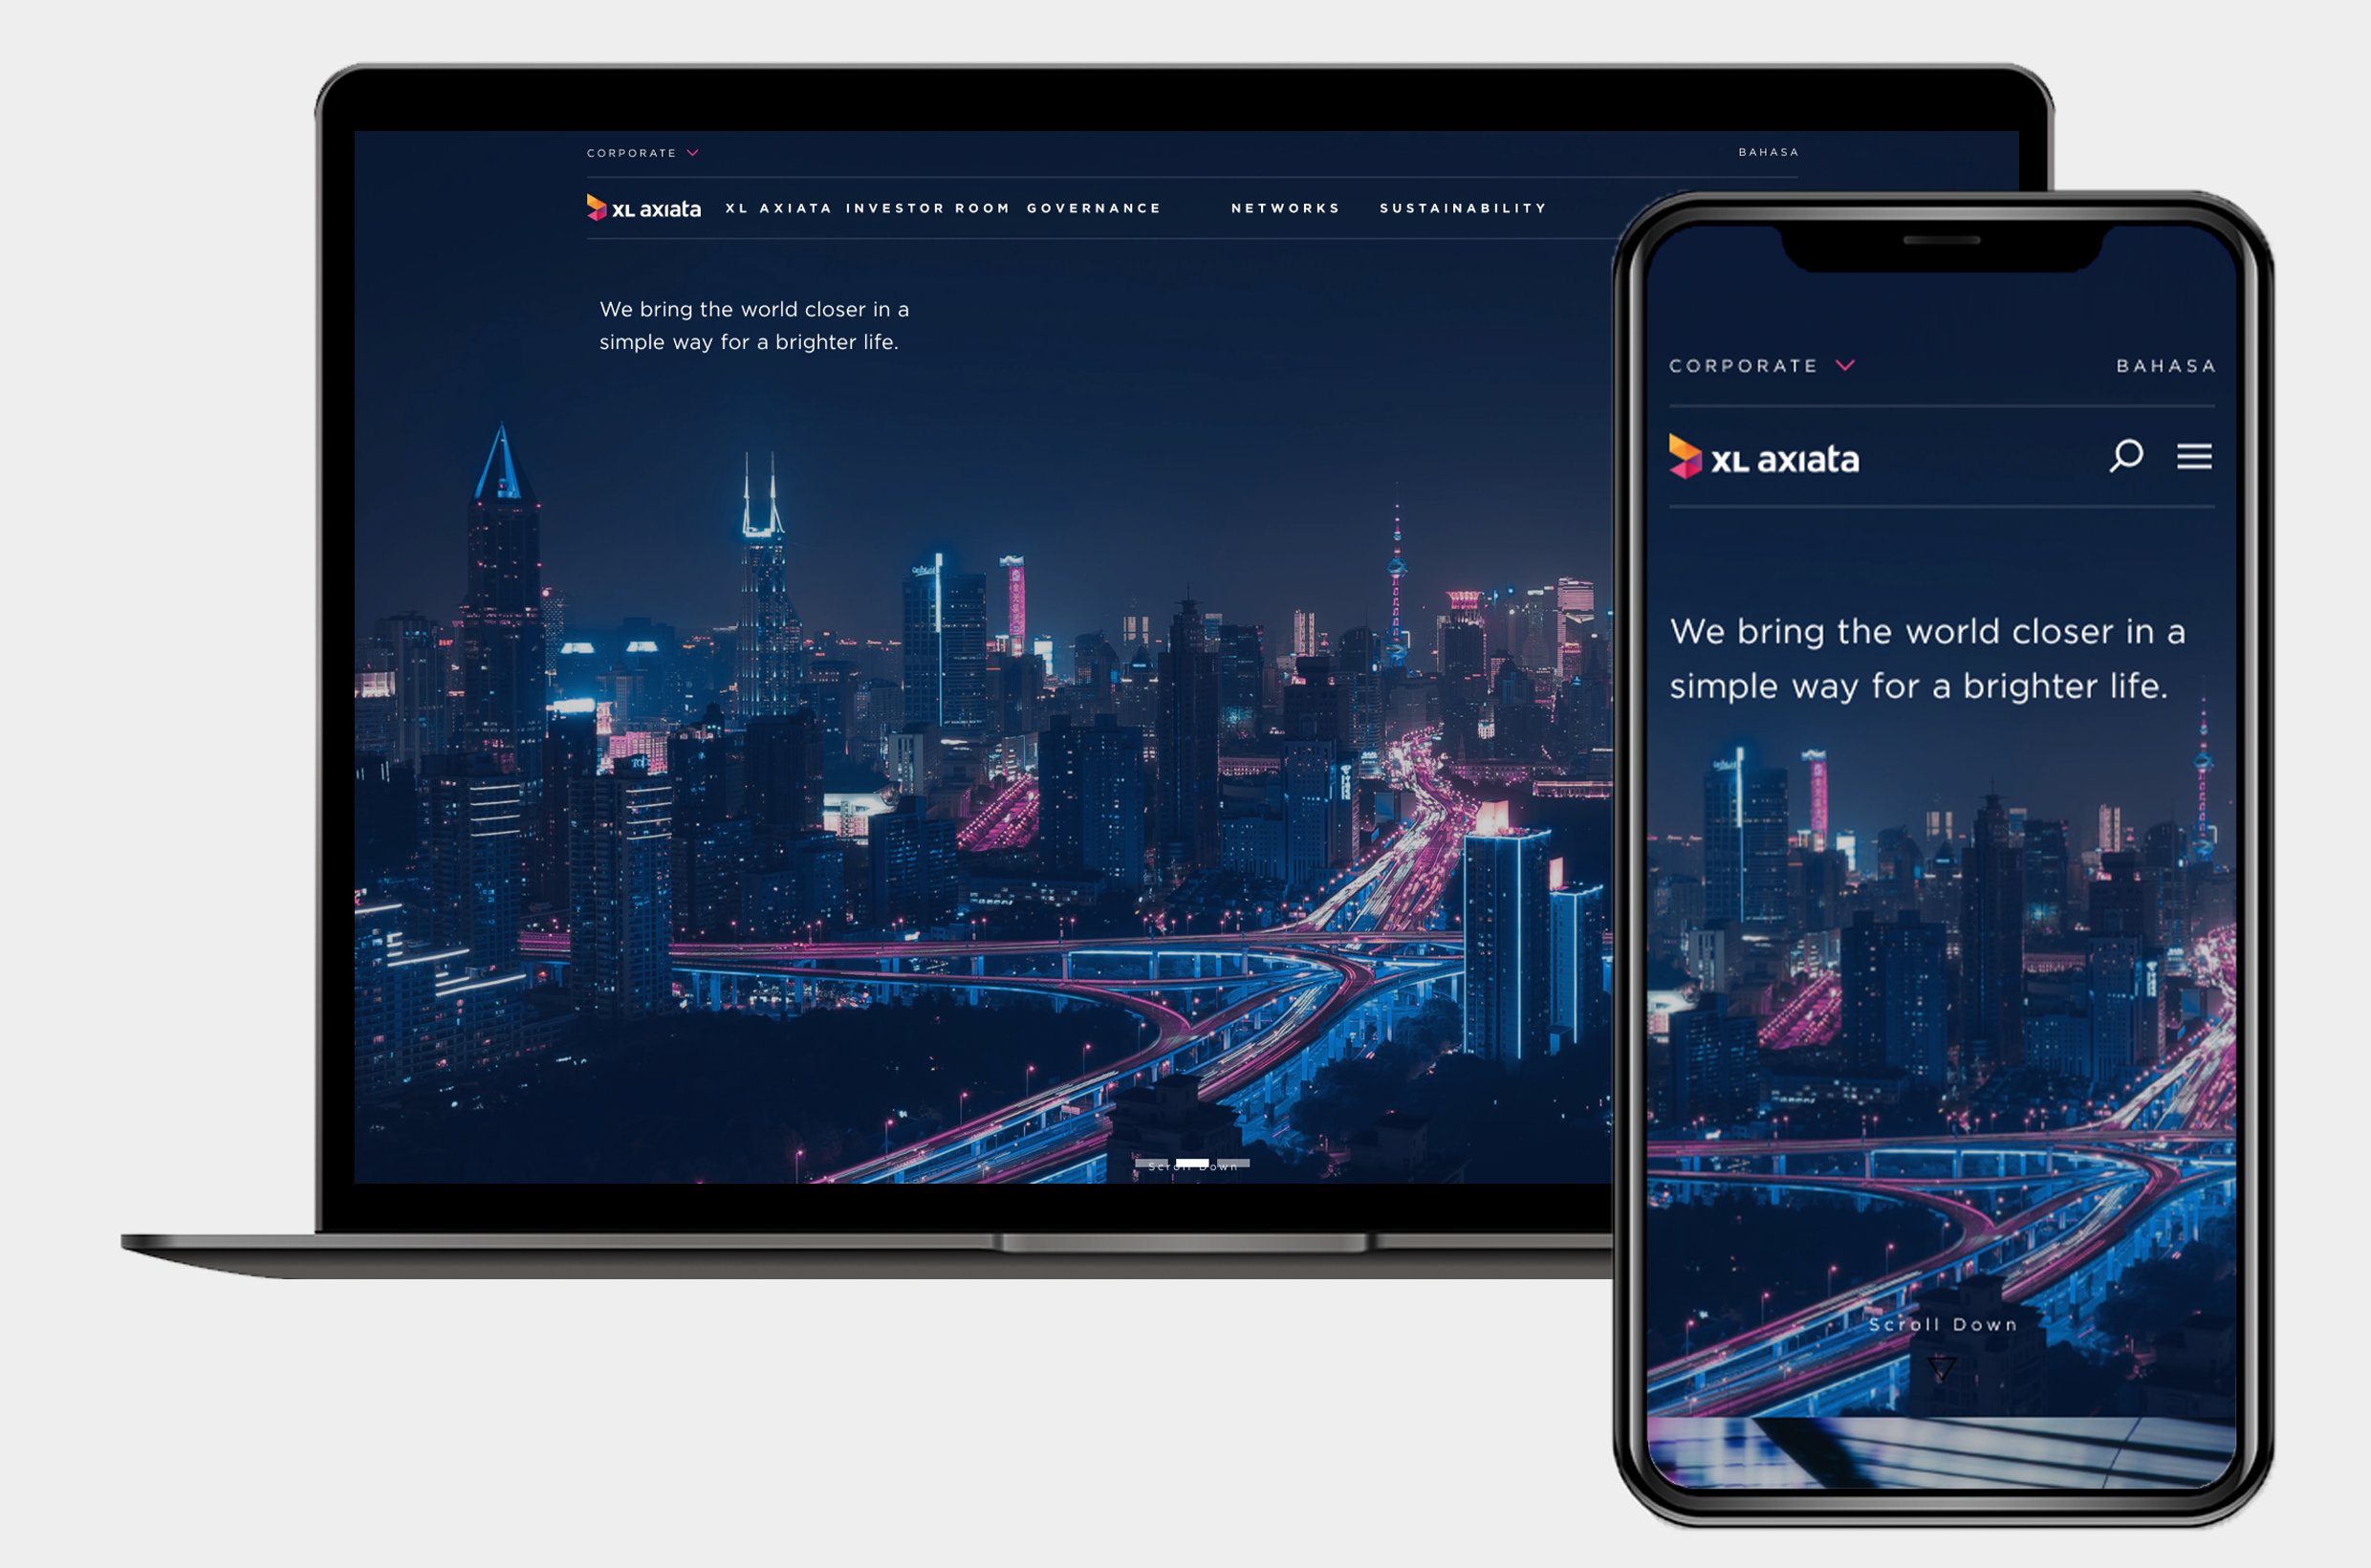 CORPORATE
BAHASA
XL axiata
XL AXIATA INVESTOR ROOM GOVERNANCE NETWORKS SUSTAINABILITY
We bring the world closer in a
simple way for a brighter life.
Scroll Down
CORPORATE
BAHASA
XL axiata
We bring the world closer in a
simple way for a brighter life.
Scroll Down